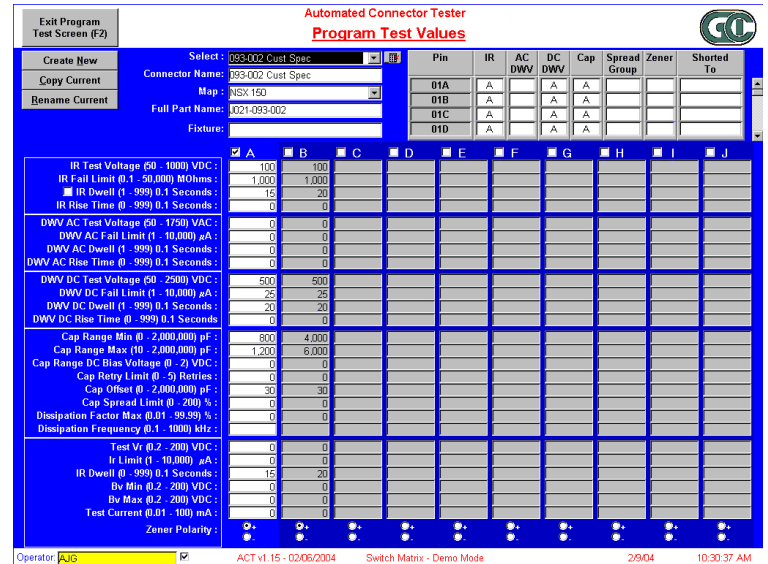 Exit Program
Test Screen (F2)
Automated Connector Tester
Program Test Values
GCC
Create New
Copy Current
Rename Current
Select : 093-002 Cust Spec
Connector Name: 093-002 Cust Spec
Map : NSX 150
Full Part Name: J021-093-002
Fixture:
Pin IR AC DWV DC DWV Cap Spread Group Zener Shorted To
01A A A A
01B A A A
01C A A A
01D A A A
A B C D E F G H I J
IR Test Voltage (50 - 1000) VDC : 100 100
IR Fail Limit (0.1 - 50,000) MOhms : 1,000 1,000
IR Dwell (1 - 999) 0.1 Seconds : 15 20
IR Rise Time (0 - 999) 0.1 Seconds : 0 0
DWV AC Test Voltage (50 - 1750) VAC : 0 0
DWV AC Fail Limit (1 - 10,000) µA : 0 0
DWV AC Dwell (1 - 999) 0.1 Seconds : 0 0
DWV AC Rise Time (0 - 999) 0.1 Seconds : 0 0
DWV DC Test Voltage (50 - 2500) VDC : 500 500
DWV DC Fail Limit (1 - 10,000) µA : 25 25
DWV DC Dwell (1 - 999) 0.1 Seconds : 20 20
DWV DC Rise Time (0 - 999) 0.1 Seconds 0 0
Cap Range Min (0 - 2,000,000) pF : 800 4,000
Cap Range Max (10 - 2,000,000) pF : 1,200 6,000
Cap Range DC Bias Voltage (0 - 2) VDC : 0 0
Cap Retry Limit (0 - 5) Retries : 0 0
Cap Offset (0 - 2,000,000) pF : 30 30
Cap Spread Limit (0 - 200) % : 0 0
Dissipation Factor Max (0.01 - 99.99) % : 0 0
Dissipation Frequency (0.1 - 1000) kHz :
Test Vr (0.2 - 200) VDC : 0 0
Ir Limit (1 - 10,000) µA : 0 0
IR Dwell (0 - 999) 0.1 Seconds : 15 20
Bv Min (0.2 - 200) VDC : 0 0
Bv Max (0.2 - 200) VDC : 0 0
Test Current (0.01 - 100) mA : 0 0
Zener Polarity : + + + + + + + + + +
- - - - - - - - - -
Operator: AJG ACT v1.15 - 02/06/2004 Switch Matrix - Demo Mode 2/9/04 10:30:37 AM